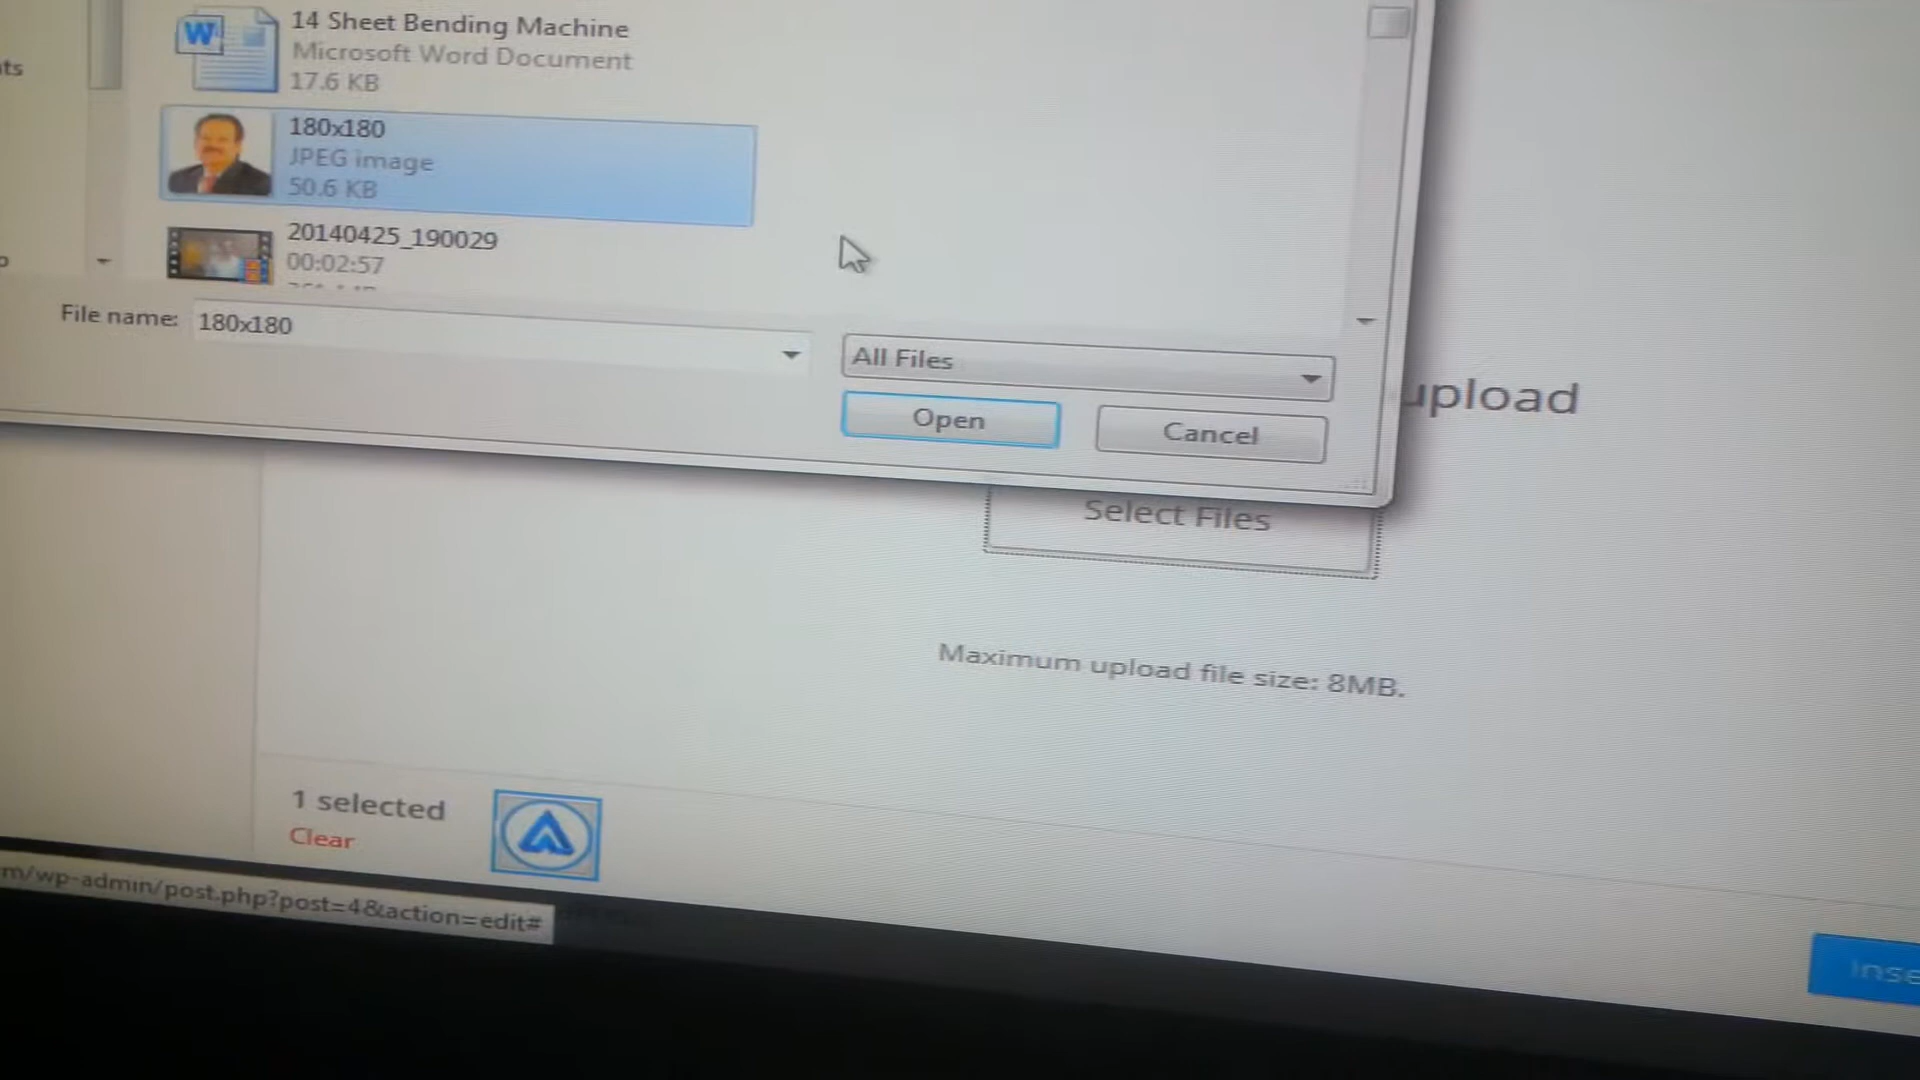 14 Sheet Bending Machine
Microsoft Word Document
17.6 KB
ts
180x180
JPEG image
50.6 KB
20140425_190029
00:02:57
File name: 180x180
All Files
Open Cancel
upload
Select Files
Maximum upload file size: 8MB.
1 selected
Clear
m/wp-admin/post.php?post=4&action=edit#
Inse